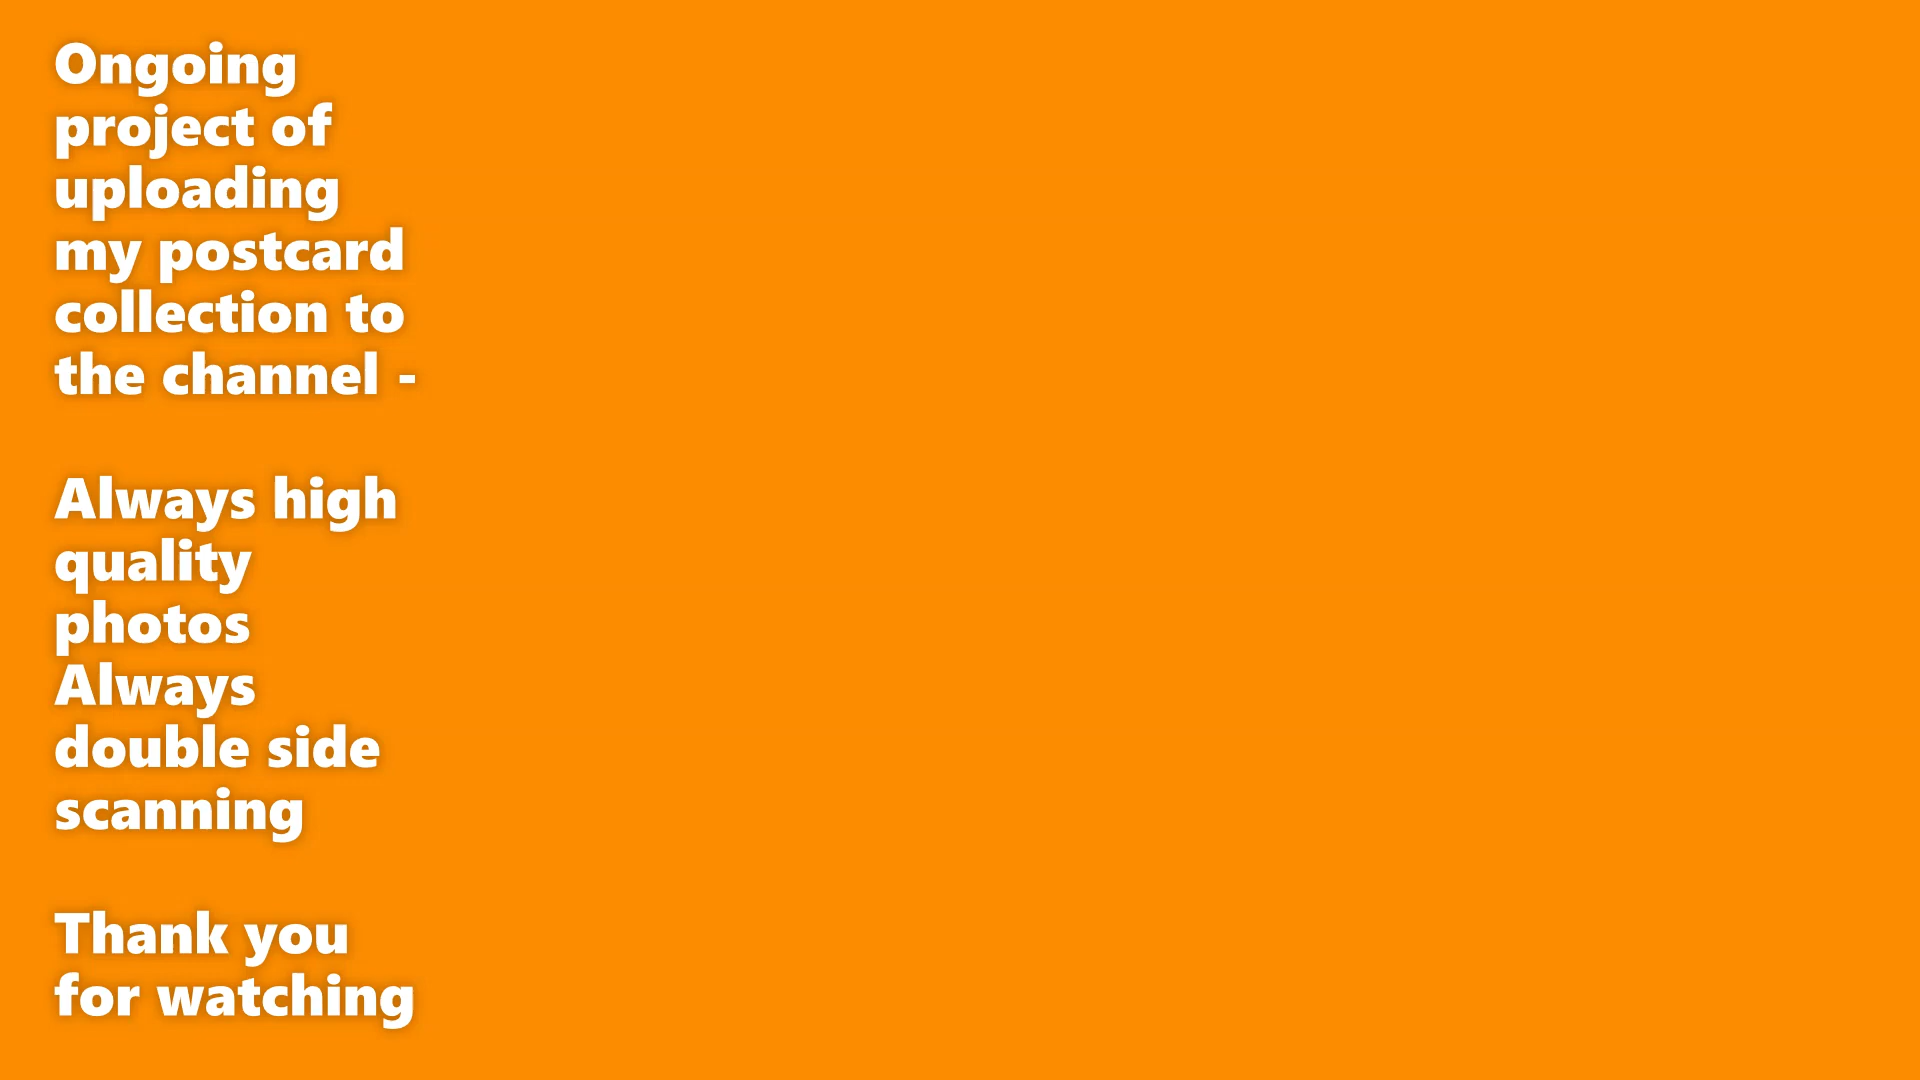 Ongoing
project of
uploading
my postcard
collection to
the channel -
Always high
quality
photos
Always
double side
scanning
Thank you
for watching